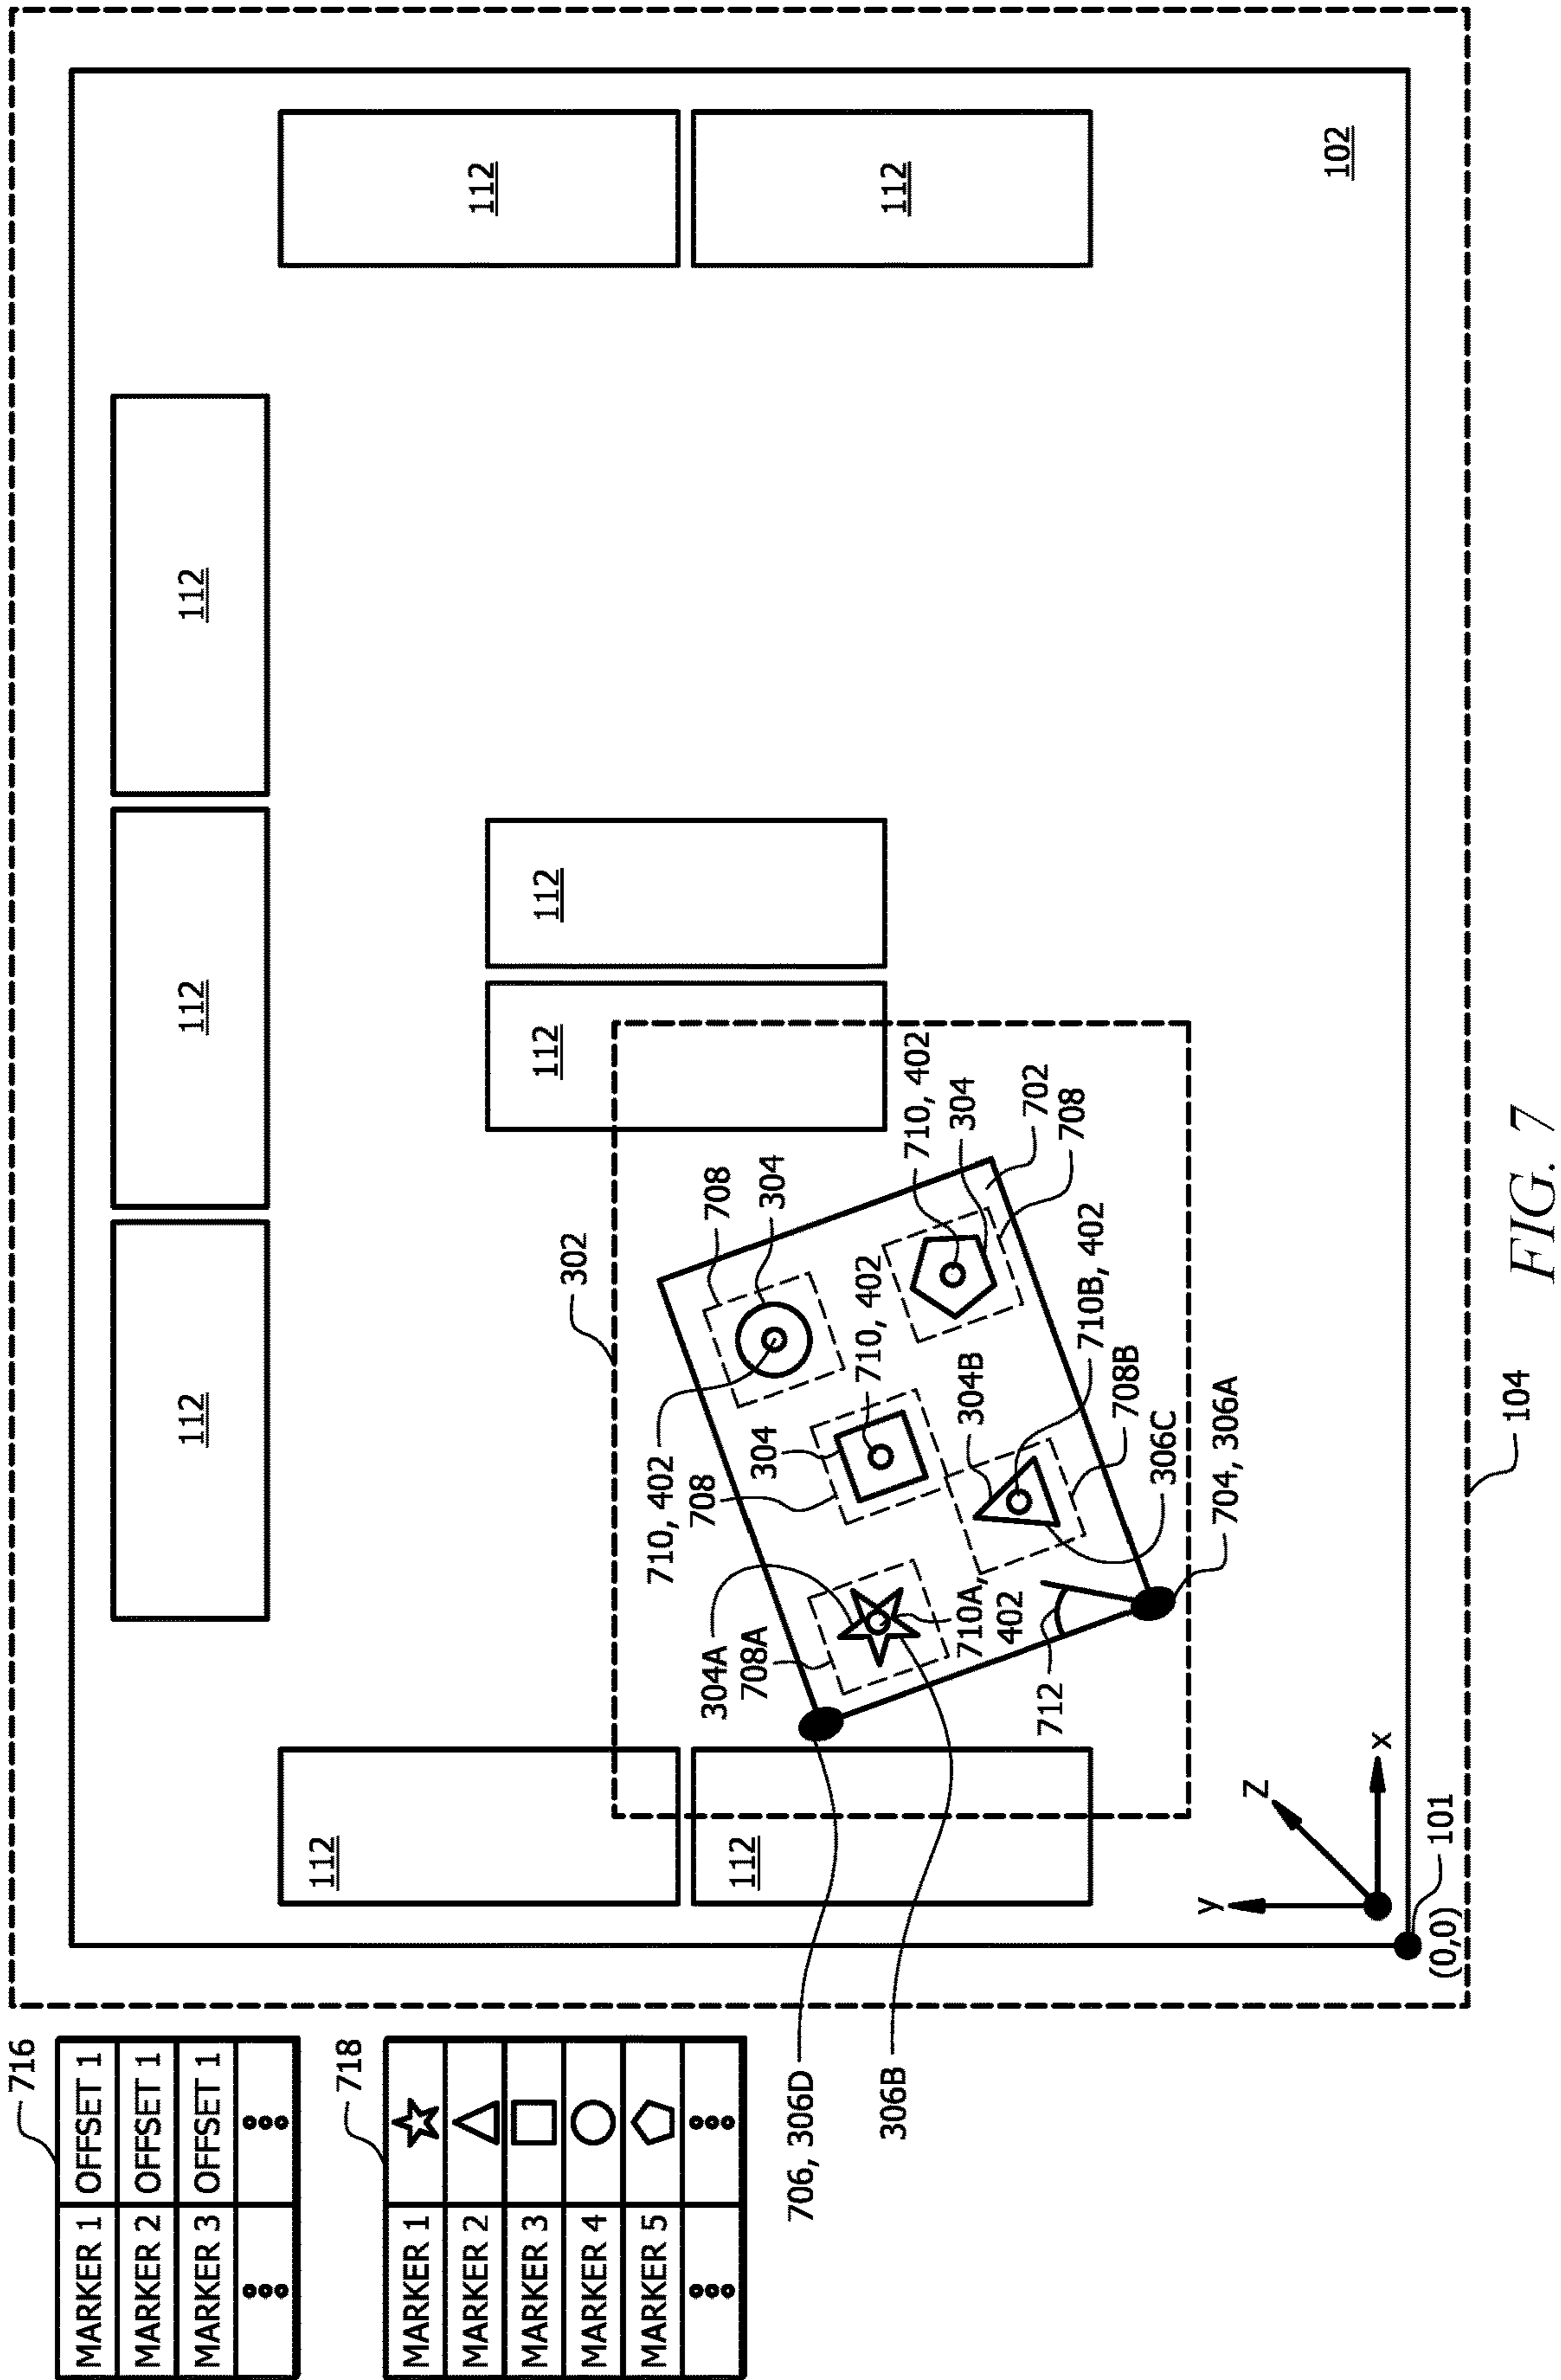 716
MARKER 1 OFFSET 1
MARKER 2 OFFSET 1
MARKER 3 OFFSET 1
718
MARKER 1
MARKER 2
MARKER 3
MARKER 4
MARKER 5
112
112
112
112
112
112
112
112
112
302
710, 402
708
304
708
304
710, 402
710, 402
304
702
708
304A
708A
710A,
402
304B
710B, 402
708B
306C
704, 306A
712
706, 306D
306B
y
Z
x
(0,0)
101
102
104
FIG. 7